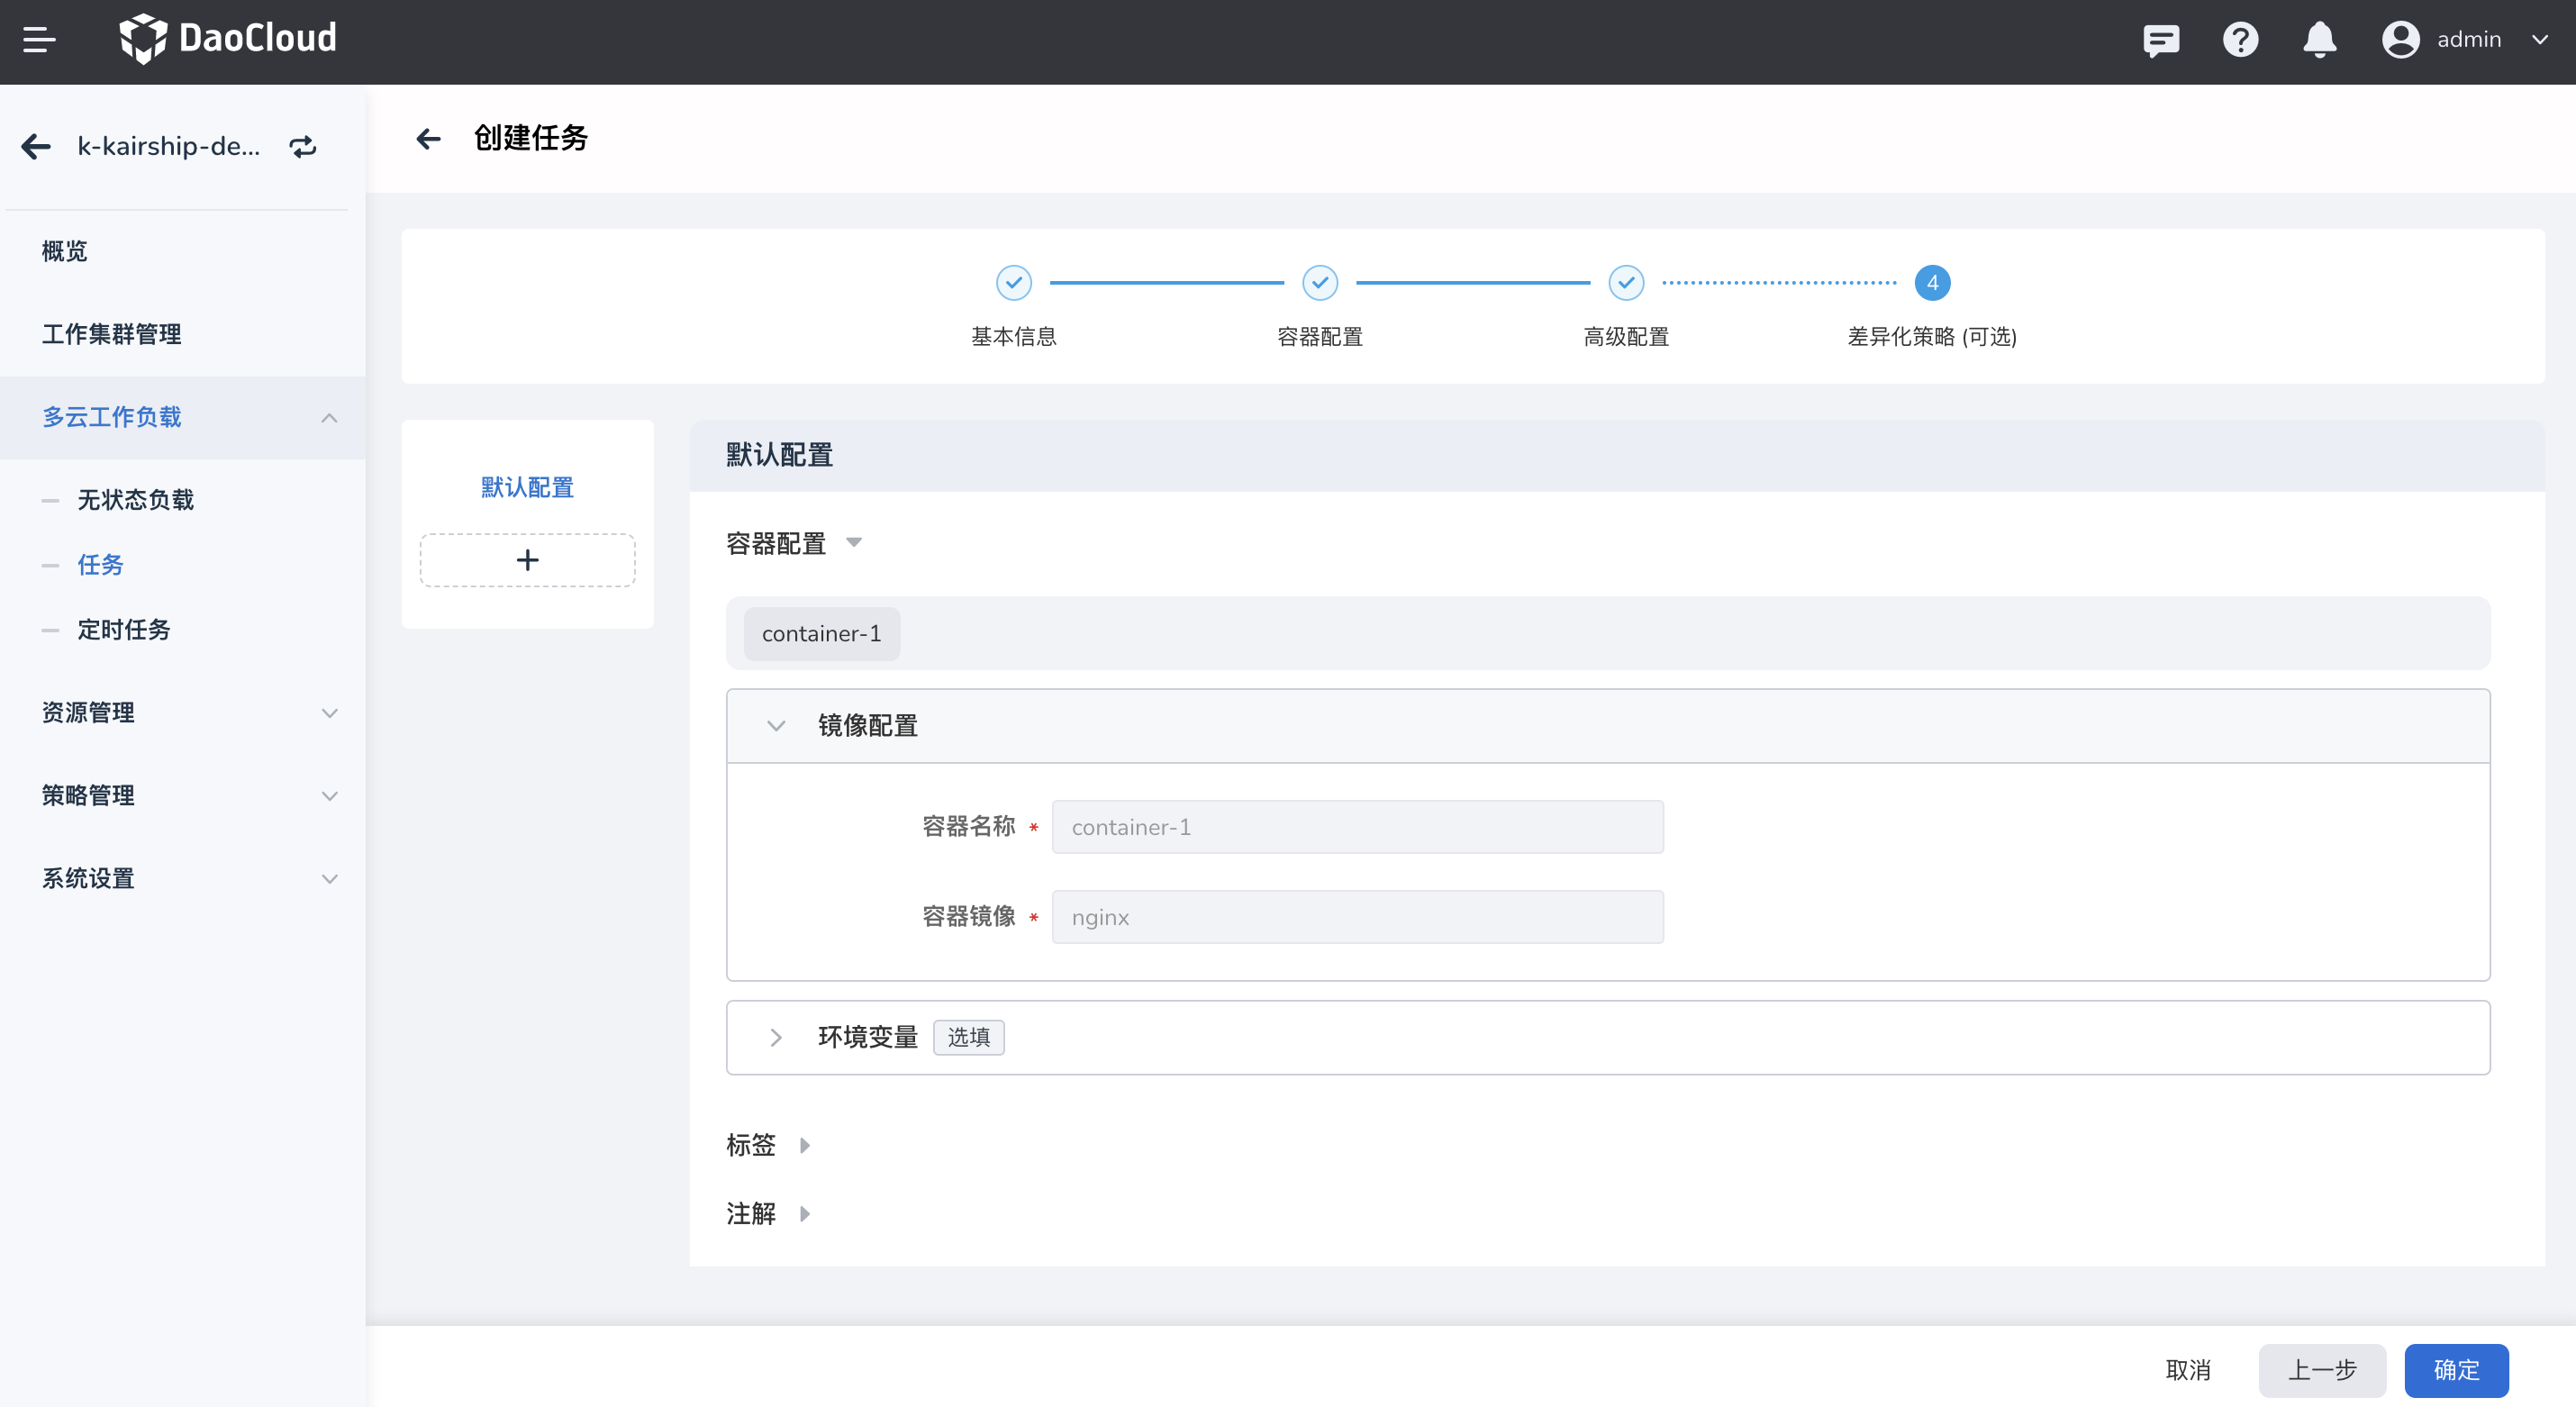 DaoCloud
admin
k-kairship-de...
创建任务
概览
工作集群管理
多云工作负载
无状态负载
任务
定时任务
资源管理
策略管理
系统设置
4
基本信息
容器配置
高级配置
差异化策略 (可选)
默认配置
+
默认配置
容器配置
container-1
镜像配置
容器名称 *
container-1
容器镜像 *
nginx
环境变量 选填
标签
注解
取消
上一步
确定